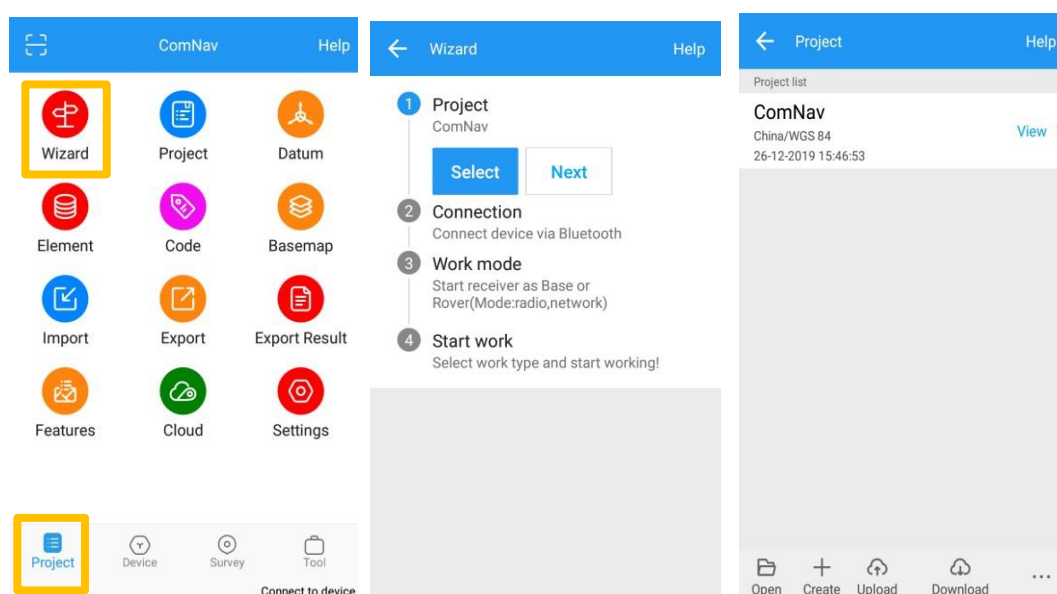 ComNav Help
Wizard Project Datum
Element Code Basemap
Import Export Export Result
Features Cloud Settings
Project Device Survey Tool
Connect to device
Wizard Help
1 Project
ComNav
Select Next
2 Connection
Connect device via Bluetooth
3 Work mode
Start receiver as Base or
Rover(Mode:radio,network)
4 Start work
Select work type and start working!
Project Help
Project list
ComNav
China/WGS 84
View
26-12-2019 15:46:53
Open Create Upload Download ...